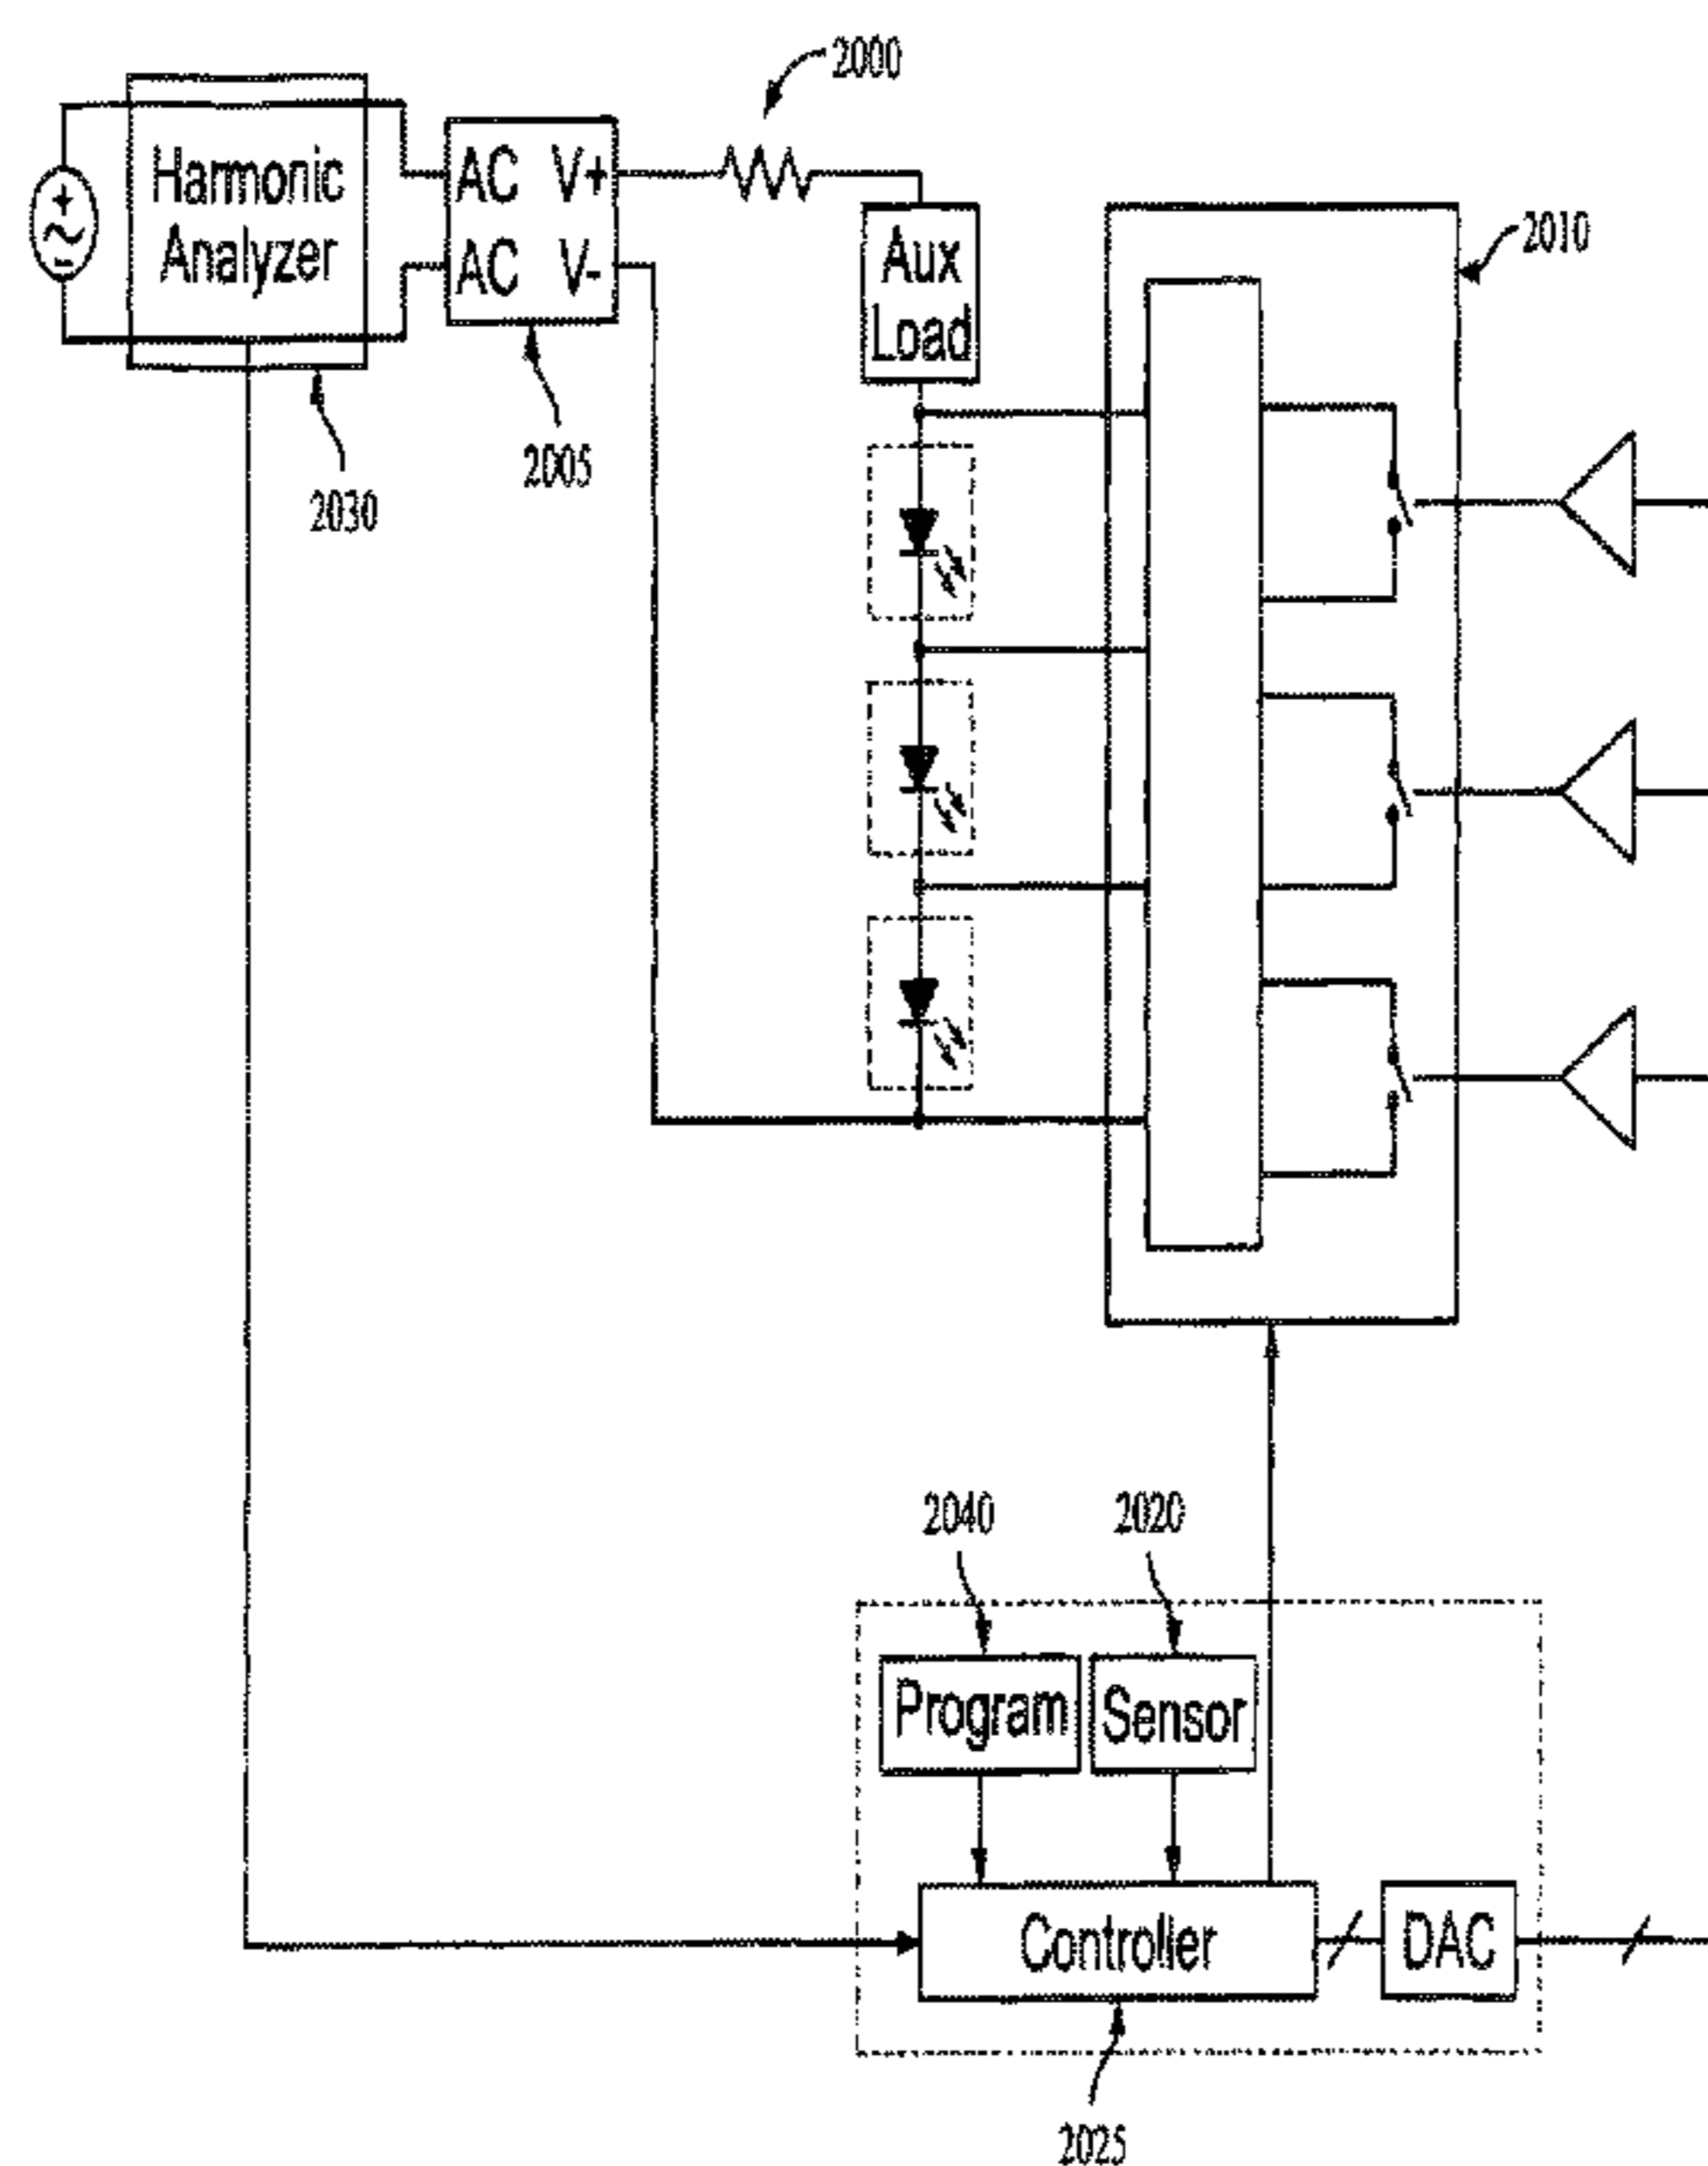 2000
Harmonic
Analyzer
AC V+
AC V-
Aux
Load
2010
2005
2030
2040
2020
Program
Sensor
Controller
DAC
2025